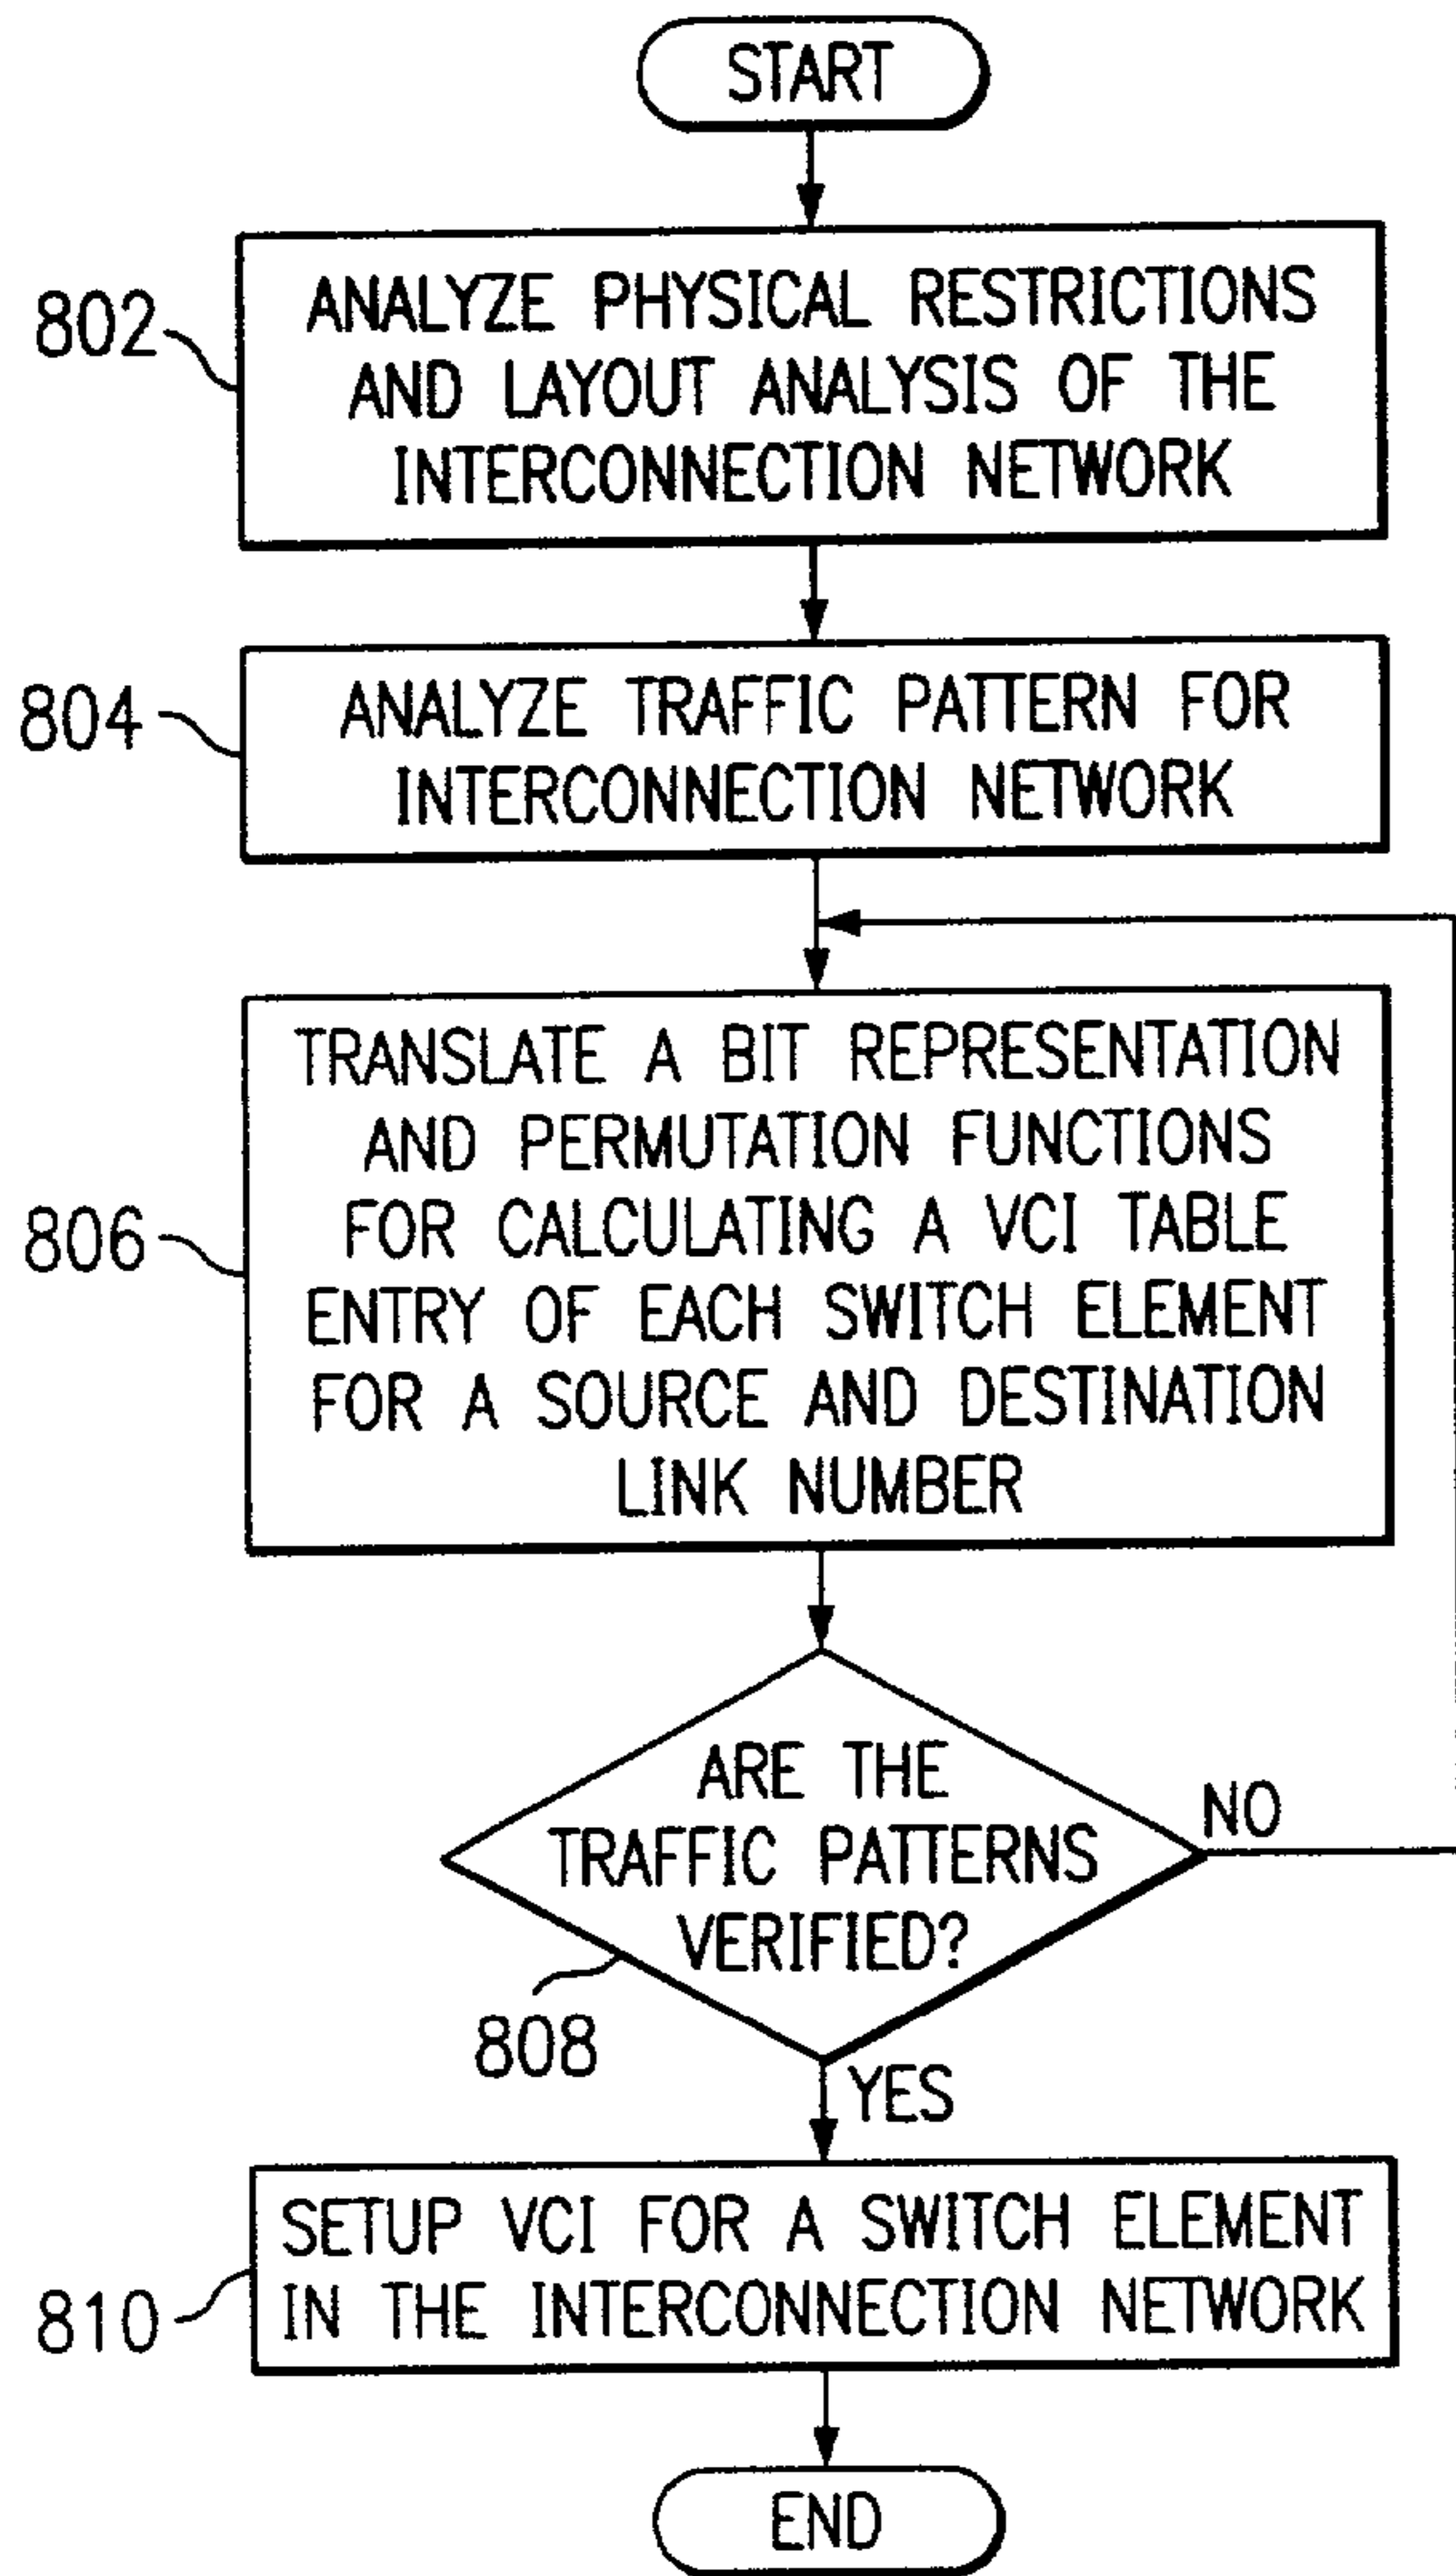 START
802
ANALYZE PHYSICAL RESTRICTIONS
AND LAYOUT ANALYSIS OF THE
INTERCONNECTION NETWORK
804
ANALYZE TRAFFIC PATTERN FOR
INTERCONNECTION NETWORK
806
TRANSLATE A BIT REPRESENTATION
AND PERMUTATION FUNCTIONS
FOR CALCULATING A VCI TABLE
ENTRY OF EACH SWITCH ELEMENT
FOR A SOURCE AND DESTINATION
LINK NUMBER
ARE THE
TRAFFIC PATTERNS
VERIFIED?
NO
808
YES
810
SETUP VCI FOR A SWITCH ELEMENT
IN THE INTERCONNECTION NETWORK
END